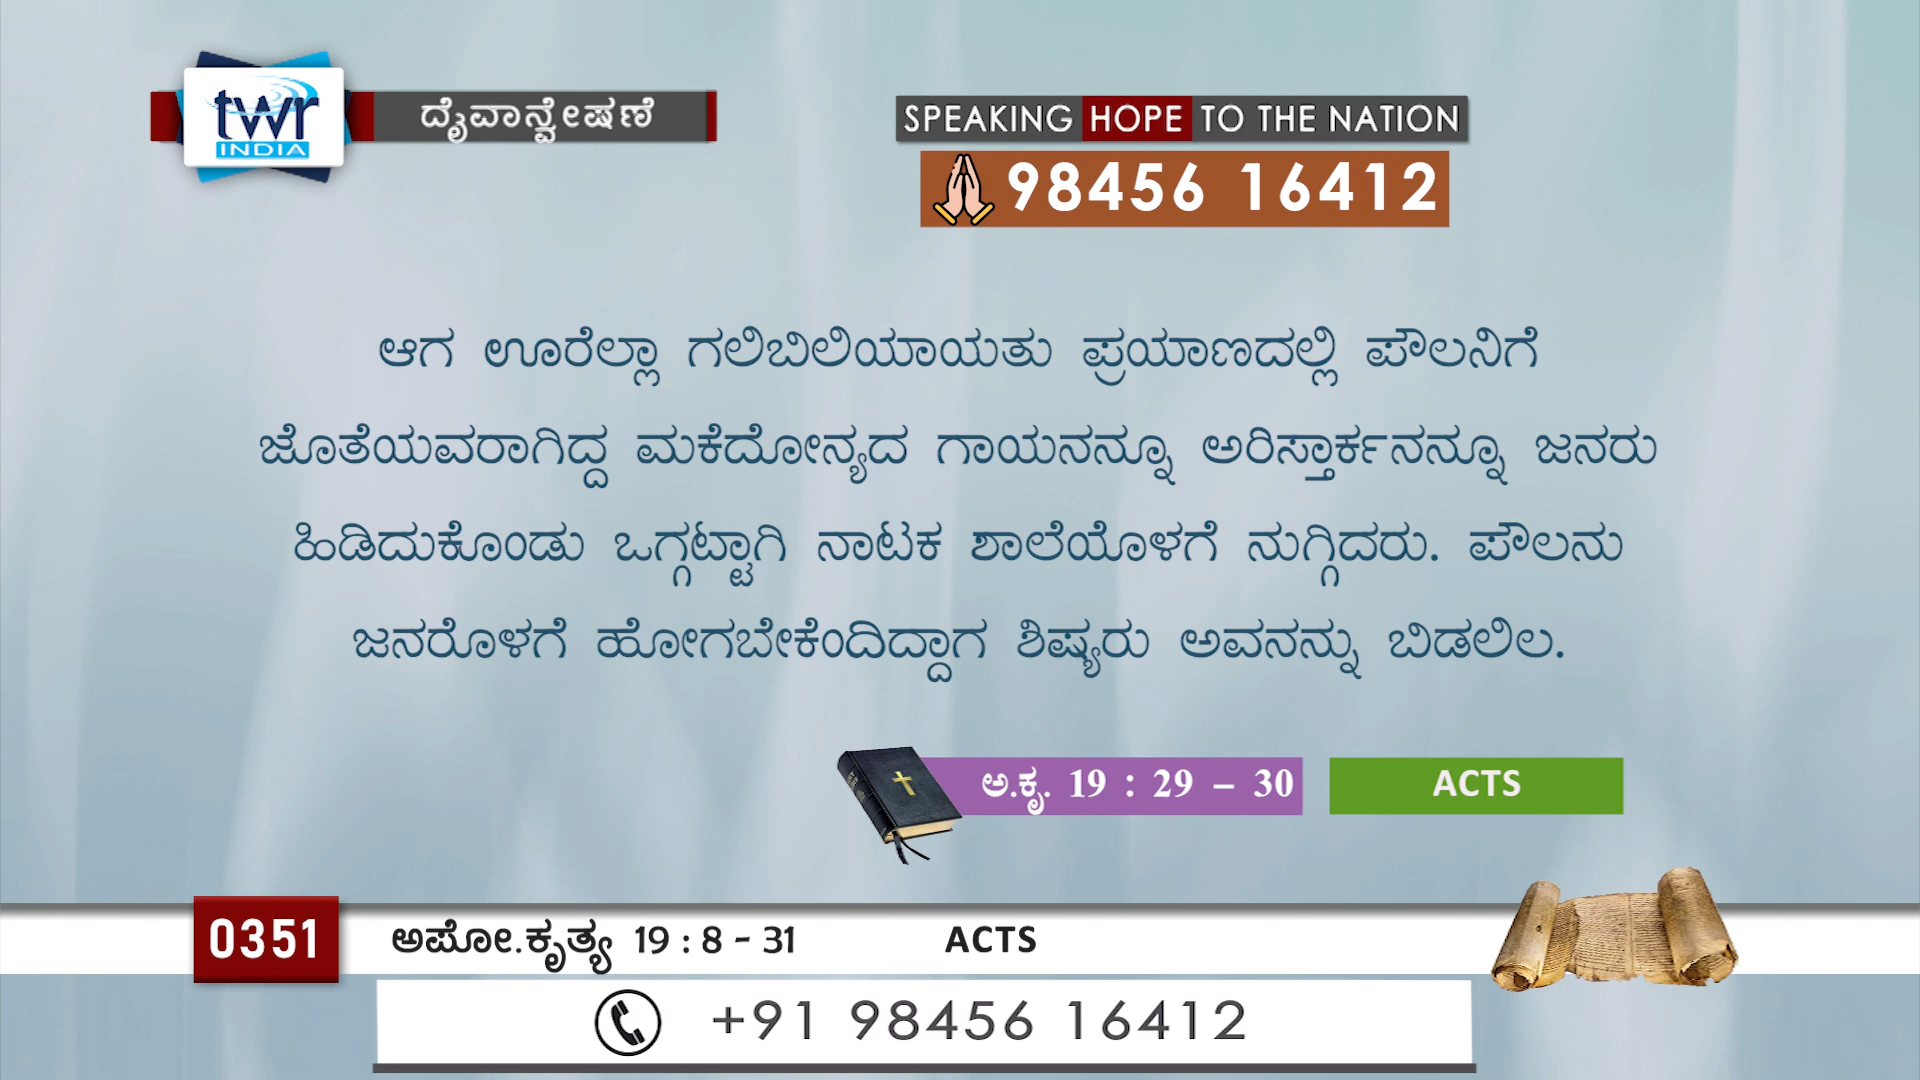 twr
INDIA
ದೈವಾನ್ವೇಷಣೆ
SPEAKING HOPE TO THE NATION
98456 16412
ಆಗ ಊರೆಲ್ಲಾ ಗಲಿಬಿಲಿಯಾಯತು ಪ್ರಯಾಣದಲ್ಲಿ ಪೌಲನಿಗೆ
ಜೊತೆಯವರಾಗಿದ್ದ ಮಕೆದೋನ್ಯದ ಗಾಯನನ್ನೂ ಅರಿಸ್ತಾರ್ಕನನ್ನೂ ಜನರು
ಹಿಡಿದುಕೊಂಡು ಒಗ್ಗಟ್ಟಾಗಿ ನಾಟಕ ಶಾಲೆಯೊಳಗೆ ನುಗ್ಗಿದರು. ಪೌಲನು
ಜನರೊಳಗೆ ಹೋಗಬೇಕೆಂದಿದ್ದಾಗ ಶಿಷ್ಯರು ಅವನನ್ನು ಬಿಡಲಿಲ.
ಅ.ಕೃ. 19 : 29 – 30
ACTS
0351
ಅಪೋ.ಕೃತ್ಯ 19 : 8 - 31
ACTS
+91 98456 16412